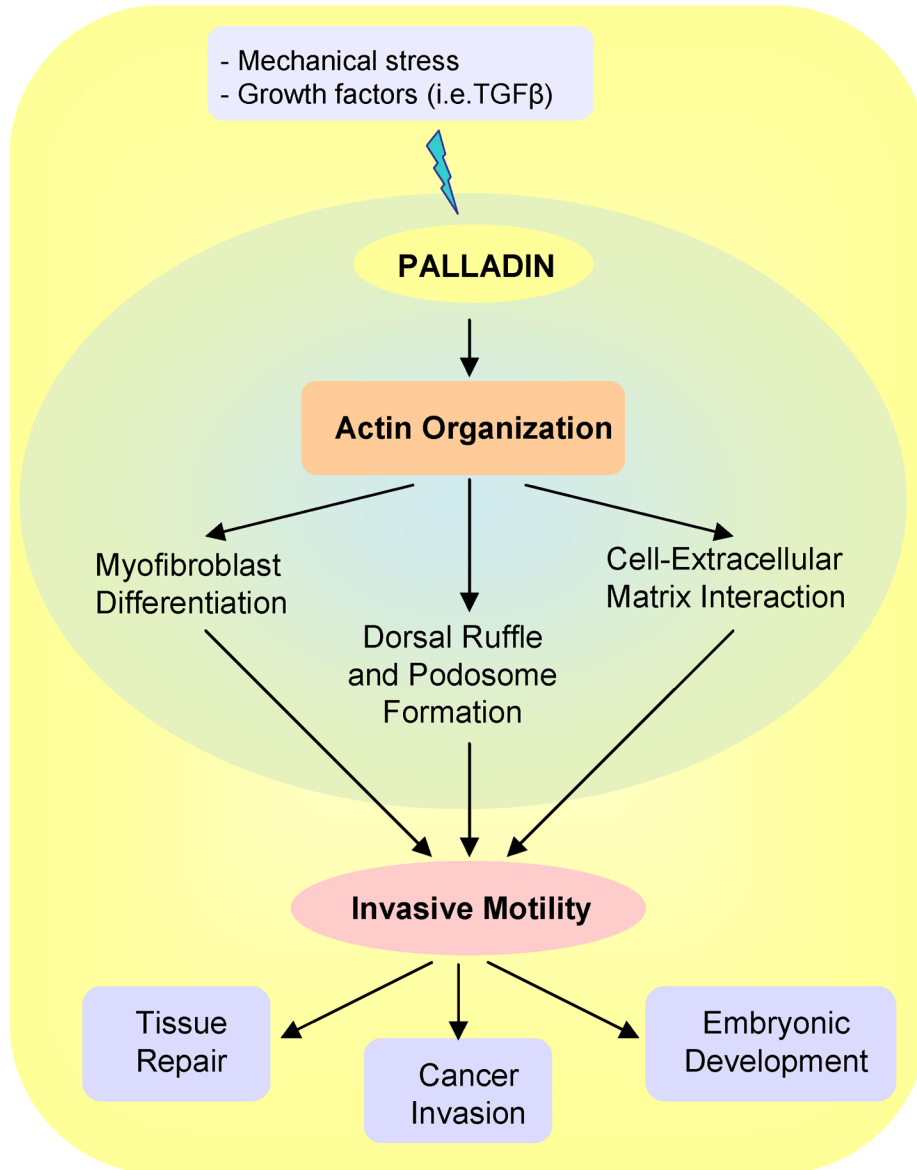 - Mechanical stress
- Growth factors (i.e.TGFβ)
PALLADIN
Actin Organization
Myofibroblast
Differentiation
Dorsal Ruffle
and Podosome
Formation
Cell-Extracellular
Matrix Interaction
Invasive Motility
Tissue
Repair
Cancer
Invasion
Embryonic
Development